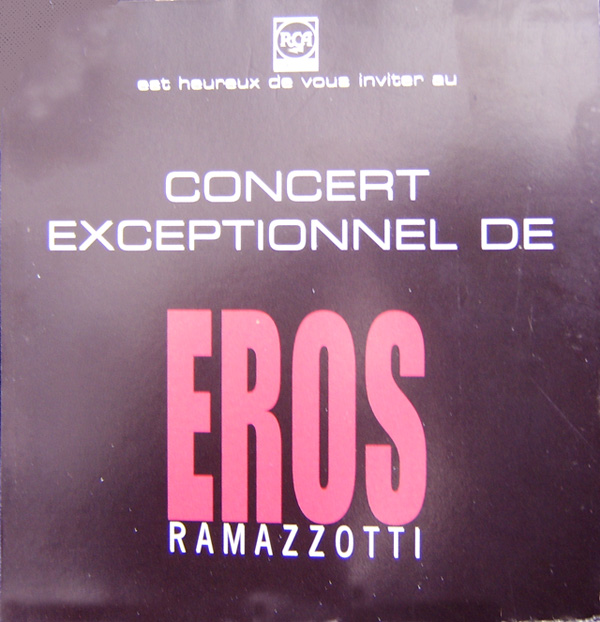 RCA
est heureux de vous inviter au
CONCERT
EXCEPTIONNEL DE
EROS
RAMAZZOTTI